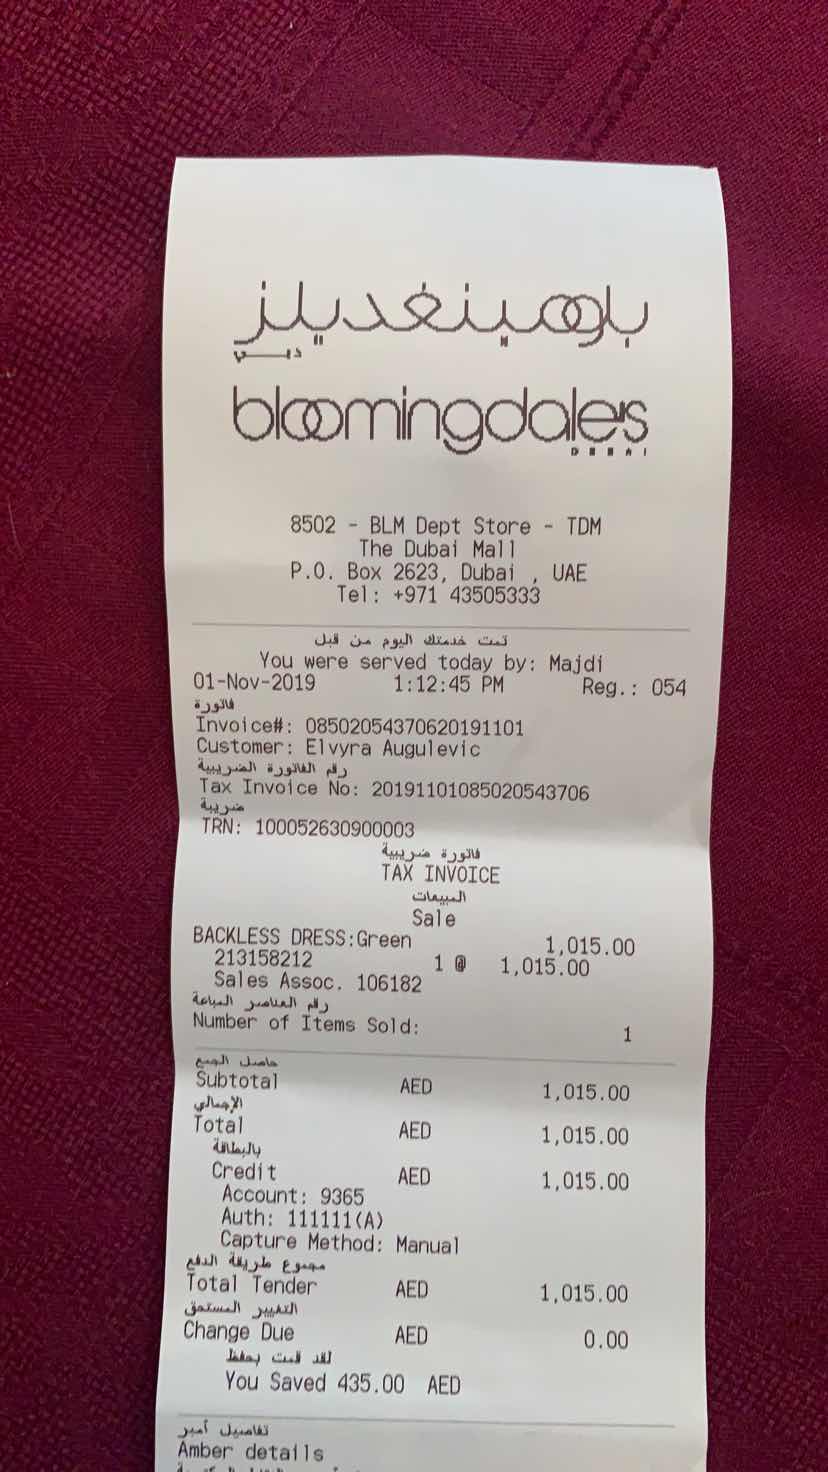 بلومينغديلز
دبي
bloomingdale's
DUBAI
8502 - BLM Dept Store - TDM
The Dubai Mall
P.O. Box 2623, Dubai , UAE
Tel: +971 43505333
تمت خدمتك اليوم من قبل
You were served today by: Majdi
01-Nov-2019 1:12:45 PM Reg.: 054
فاتورة
Invoice#: 08502054370620191101
Customer: Elvyra Augulevic
رقم الفاتورة الضريبية
Tax Invoice No: 20191101085020543706
ضريبة
TRN: 100052630900003
فاتورة ضريبية
TAX INVOICE
المبيعات
Sale
BACKLESS DRESS:Green 1,015.00
213158212 1 @ 1,015.00
Sales Assoc. 106182
رقم العناصر المباعة
Number of Items Sold: 1
حاصل الجمع
Subtotal AED 1,015.00
الإجمالي
Total AED 1,015.00
بالبطاقة
Credit AED 1,015.00
Account: 9365
Auth: 111111(A)
Capture Method: Manual
مجموع طريقة الدفع
Total Tender AED 1,015.00
التغيير المستحق
Change Due AED 0.00
لقد قمت بحفظ
You Saved 435.00 AED
تفاصيل أمبر
Amber details